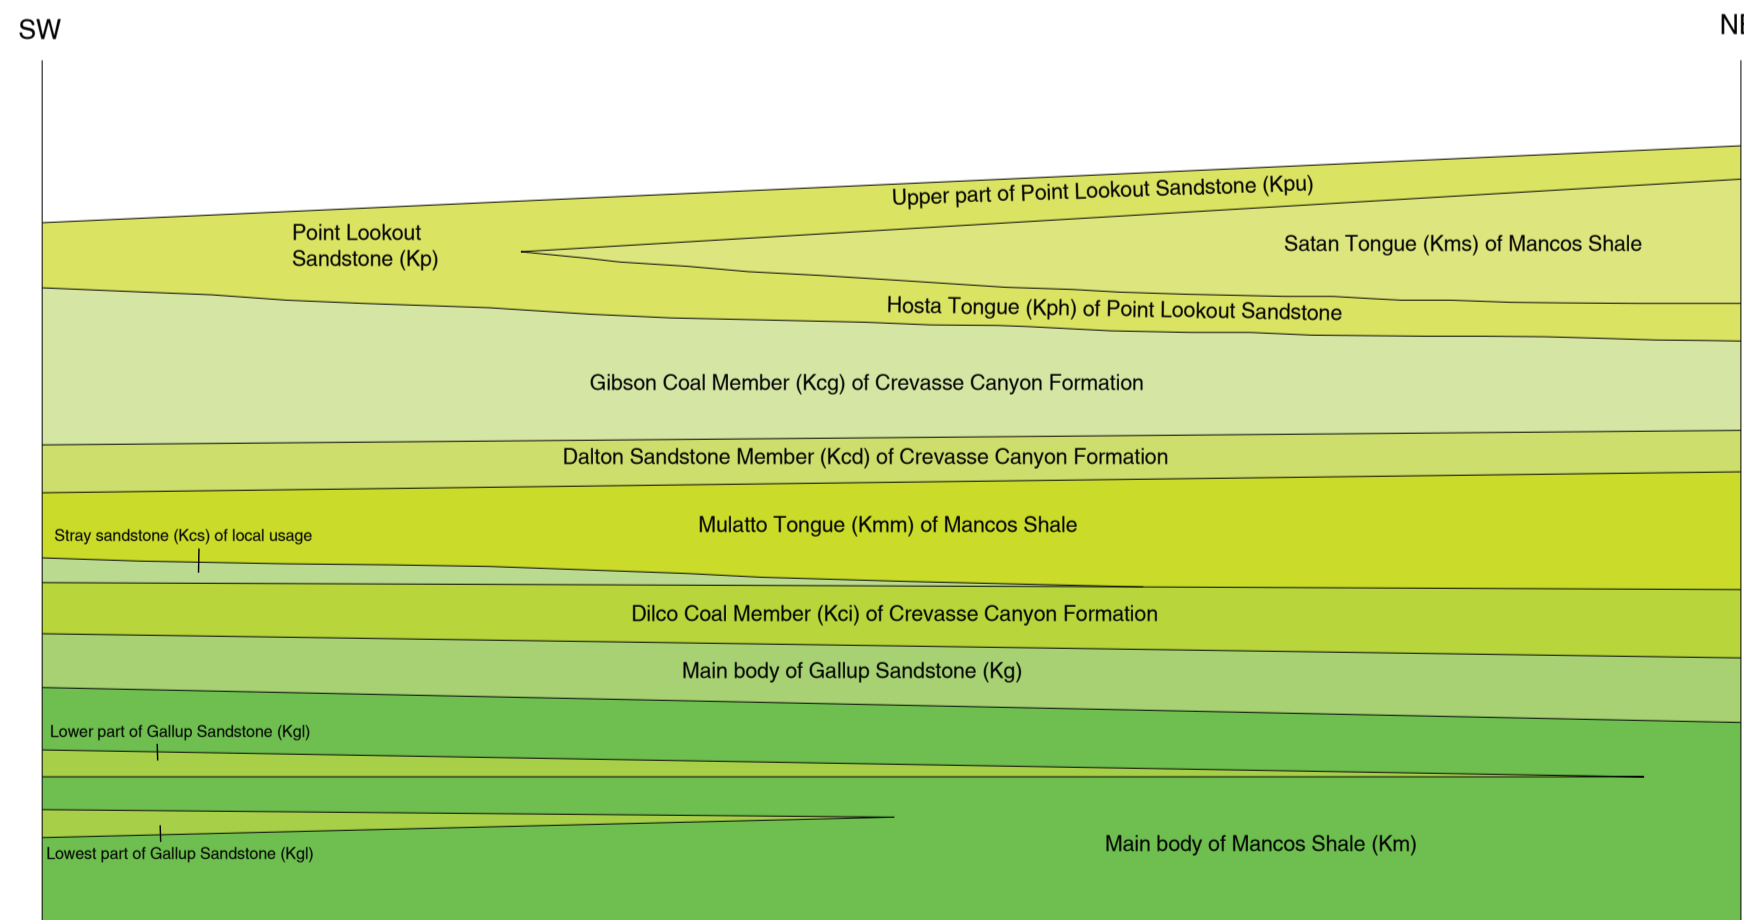 SW
NE
Upper part of Point Lookout Sandstone (Kpu)
Point Lookout
Sandstone (Kp)
Satan Tongue (Kms) of Mancos Shale
Hosta Tongue (Kph) of Point Lookout Sandstone
Gibson Coal Member (Kcg) of Crevasse Canyon Formation
Dalton Sandstone Member (Kcd) of Crevasse Canyon Formation
Mulatto Tongue (Kmm) of Mancos Shale
Stray sandstone (Kcs) of local usage
Dilco Coal Member (Kci) of Crevasse Canyon Formation
Main body of Gallup Sandstone (Kg)
Lower part of Gallup Sandstone (Kgl)
Main body of Mancos Shale (Km)
Lowest part of Gallup Sandstone (Kgl)